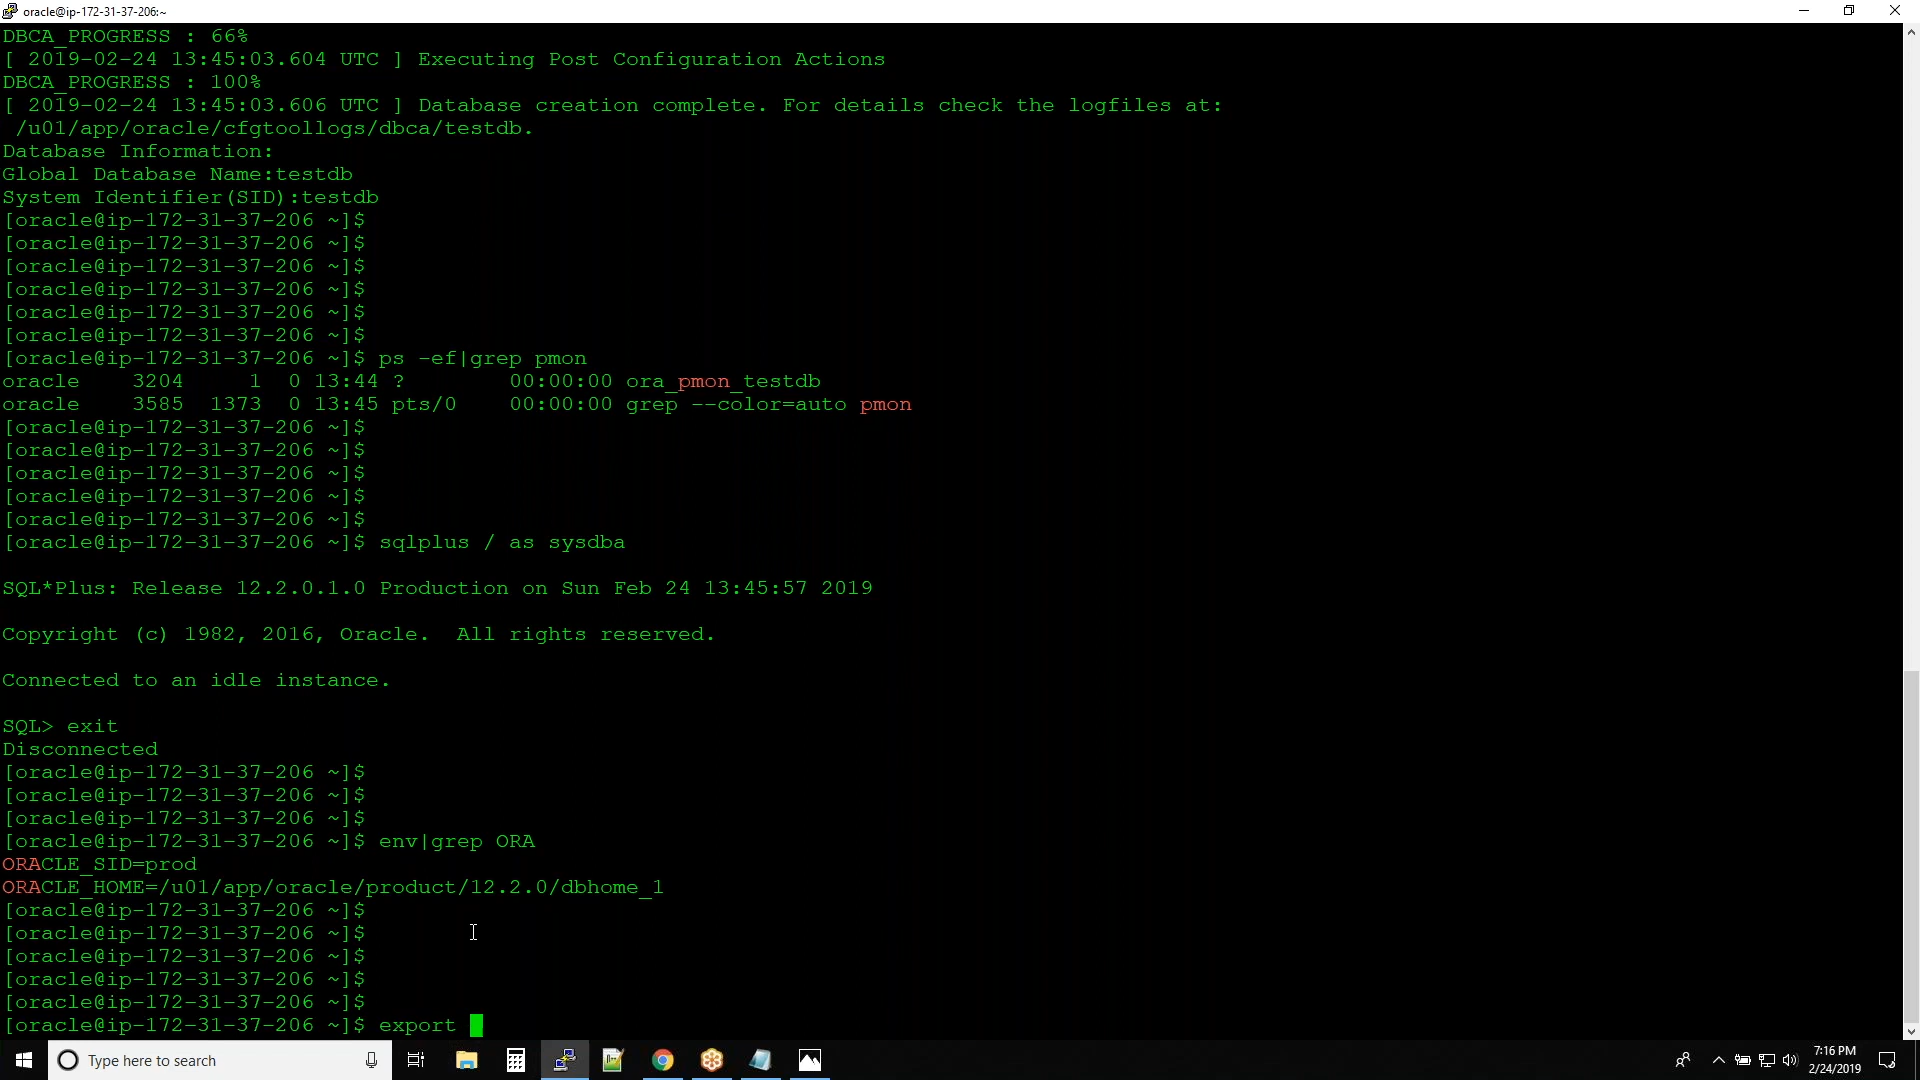 oracle@ip-172-31-37-206:~
DBCA_PROGRESS : 66%
[ 2019-02-24 13:45:03.604 UTC ] Executing Post Configuration Actions
DBCA_PROGRESS : 100%
[ 2019-02-24 13:45:03.606 UTC ] Database creation complete. For details check the logfiles at:
 /u01/app/oracle/cfgtoollogs/dbca/testdb.
Database Information:
Global Database Name:testdb
System Identifier(SID):testdb
[oracle@ip-172-31-37-206 ~]$
[oracle@ip-172-31-37-206 ~]$
[oracle@ip-172-31-37-206 ~]$
[oracle@ip-172-31-37-206 ~]$
[oracle@ip-172-31-37-206 ~]$
[oracle@ip-172-31-37-206 ~]$
[oracle@ip-172-31-37-206 ~]$ ps -ef|grep pmon
oracle    3204     1  0 13:44 ?        00:00:00 ora_pmon_testdb
oracle    3585  1373  0 13:45 pts/0    00:00:00 grep --color=auto pmon
[oracle@ip-172-31-37-206 ~]$
[oracle@ip-172-31-37-206 ~]$
[oracle@ip-172-31-37-206 ~]$
[oracle@ip-172-31-37-206 ~]$
[oracle@ip-172-31-37-206 ~]$
[oracle@ip-172-31-37-206 ~]$ sqlplus / as sysdba
SQL*Plus: Release 12.2.0.1.0 Production on Sun Feb 24 13:45:57 2019
Copyright (c) 1982, 2016, Oracle.  All rights reserved.
Connected to an idle instance.
SQL> exit
Disconnected
[oracle@ip-172-31-37-206 ~]$
[oracle@ip-172-31-37-206 ~]$
[oracle@ip-172-31-37-206 ~]$
[oracle@ip-172-31-37-206 ~]$ env|grep ORA
ORACLE_SID=prod
ORACLE_HOME=/u01/app/oracle/product/12.2.0/dbhome_1
[oracle@ip-172-31-37-206 ~]$
[oracle@ip-172-31-37-206 ~]$
[oracle@ip-172-31-37-206 ~]$
[oracle@ip-172-31-37-206 ~]$
[oracle@ip-172-31-37-206 ~]$
[oracle@ip-172-31-37-206 ~]$ export
Type here to search
7:16 PM
2/24/2019